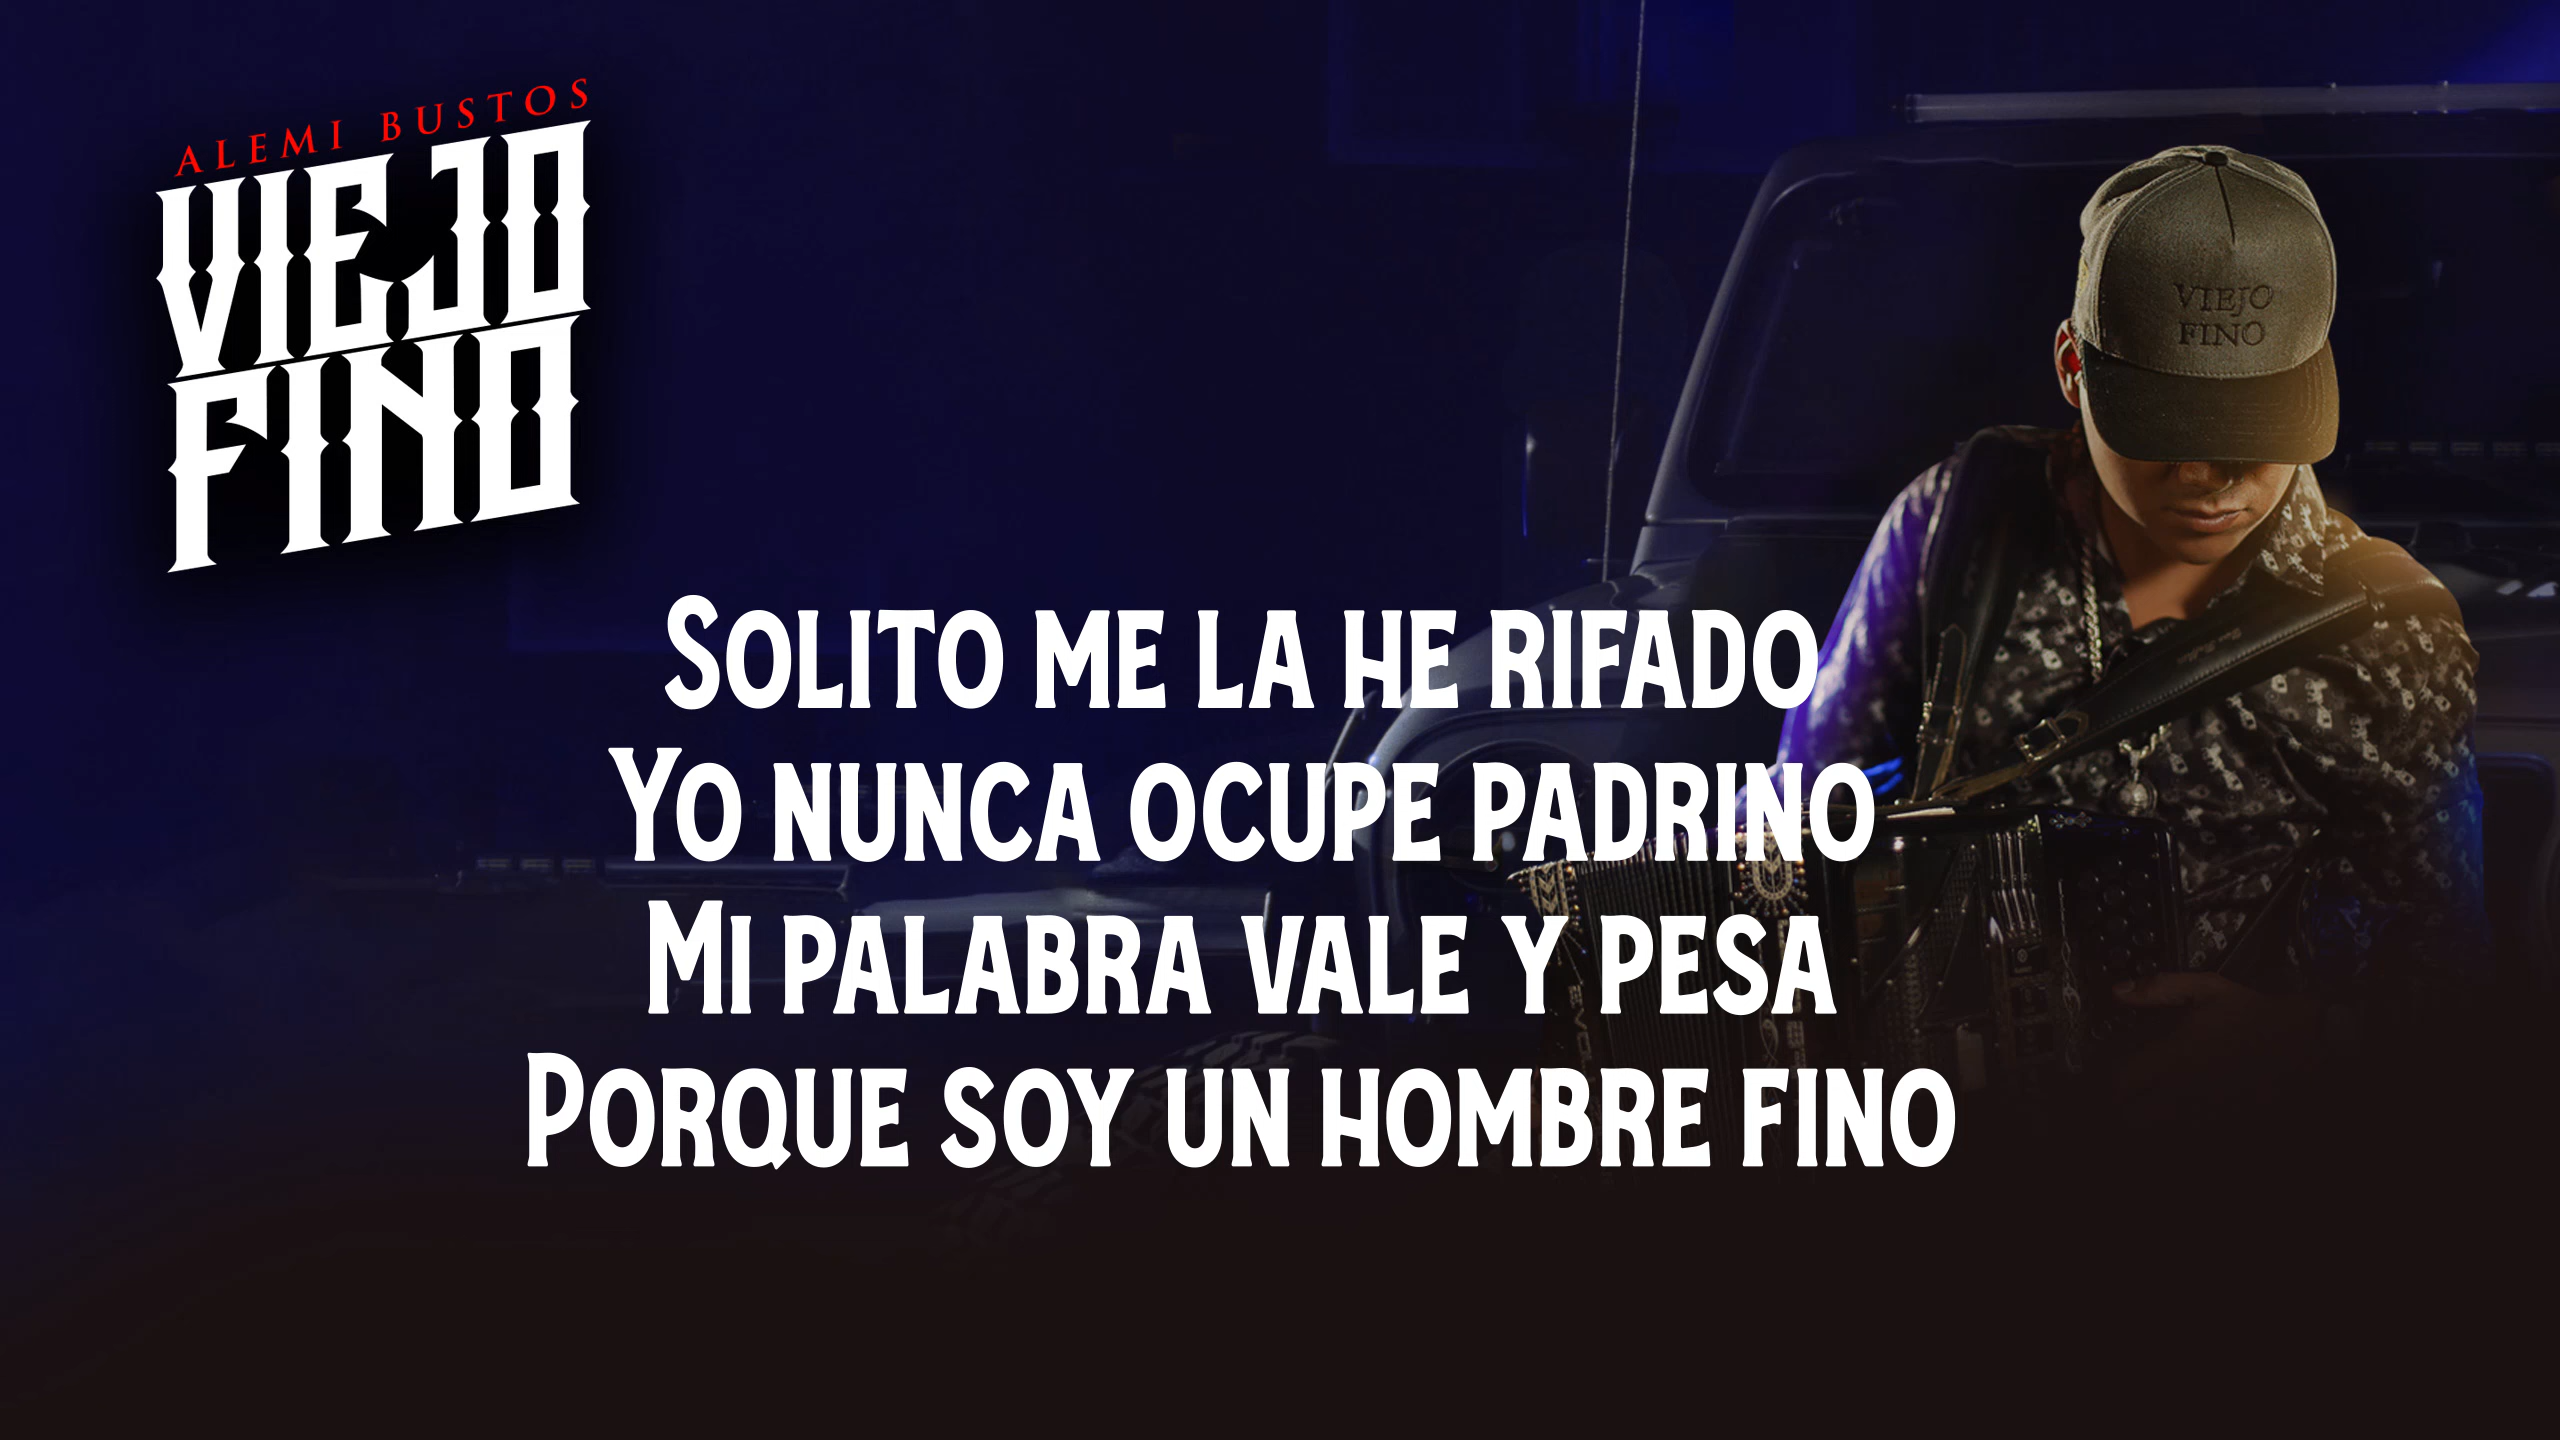 ALEMI BUSTOS
VIEJO
FINO
VIEJO
FINO
SOLITO ME LA HE RIFADO
YO NUNCA OCUPE PADRINO
MI PALABRA VALE Y PESA
PORQUE SOY UN HOMBRE FINO